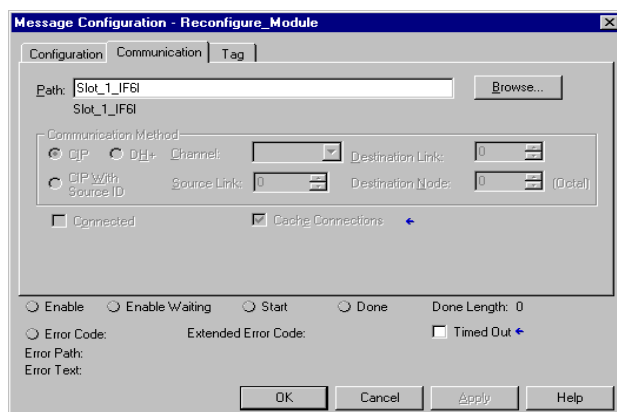 Message Configuration - Reconfigure_Module
Configuration Communication Tag
Path: Slot_1_IF6I Browse...
Slot_1_IF6I
Communication Method
CIP DH+ Channel: Destination Link: 0
CIP With Source ID Source Link: 0 Destination Node: 0 (Octal)
Connected Cache Connections
Enable Enable Waiting Start Done Done Length: 0
Error Code: Extended Error Code: Timed Out
Error Path:
Error Text:
OK Cancel Apply Help